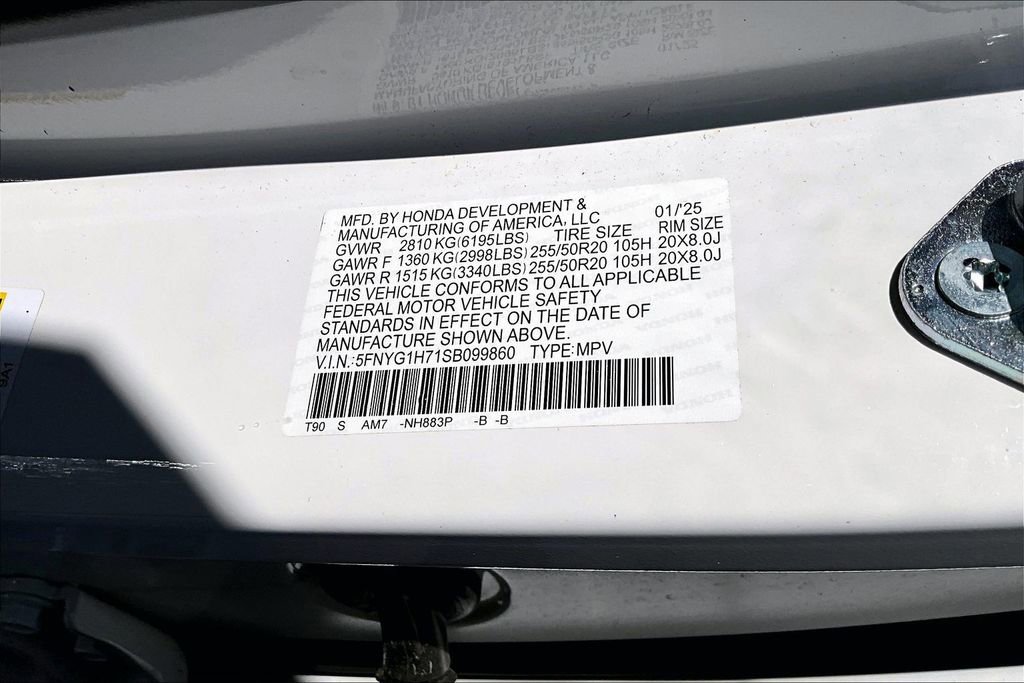 MFD. BY HONDA DEVELOPMENT &
MANUFACTURING OF AMERICA, LLC 01/'25
GVWR 2810 KG(6195LBS) TIRE SIZE RIM SIZE
GAWR F 1360 KG(2998LBS) 255/50R20 105H 20X8.0J
GAWR R 1515 KG(3340LBS) 255/50R20 105H 20X8.0J
THIS VEHICLE CONFORMS TO ALL APPLICABLE
FEDERAL MOTOR VEHICLE SAFETY
STANDARDS IN EFFECT ON THE DATE OF
MANUFACTURE SHOWN ABOVE.
V.I.N.:5FNYG1H71SB099860 TYPE:MPV
T90 S AM7 -NH883P -B -B
9A1